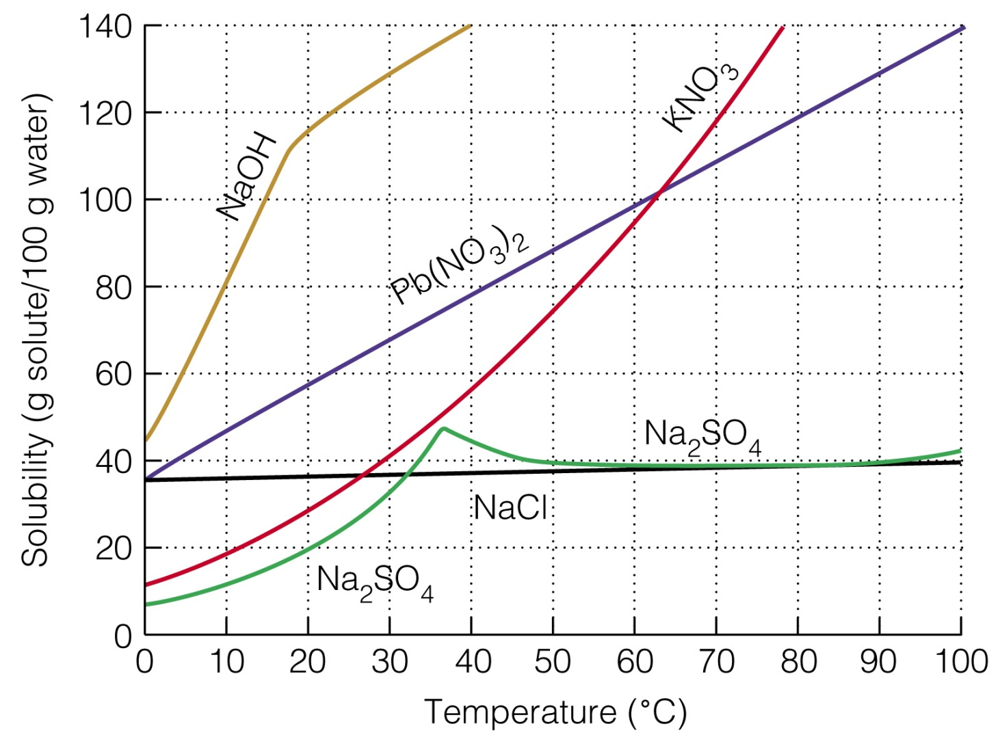 140
120
100
80
60
40
20
0
Solubility (g solute/100 g water)
NaOH
Pb(NO₃)₂
KNO₃
Na₂SO₄
NaCl
Na₂SO₄
0 10 20 30 40 50 60 70 80 90 100
Temperature (°C)